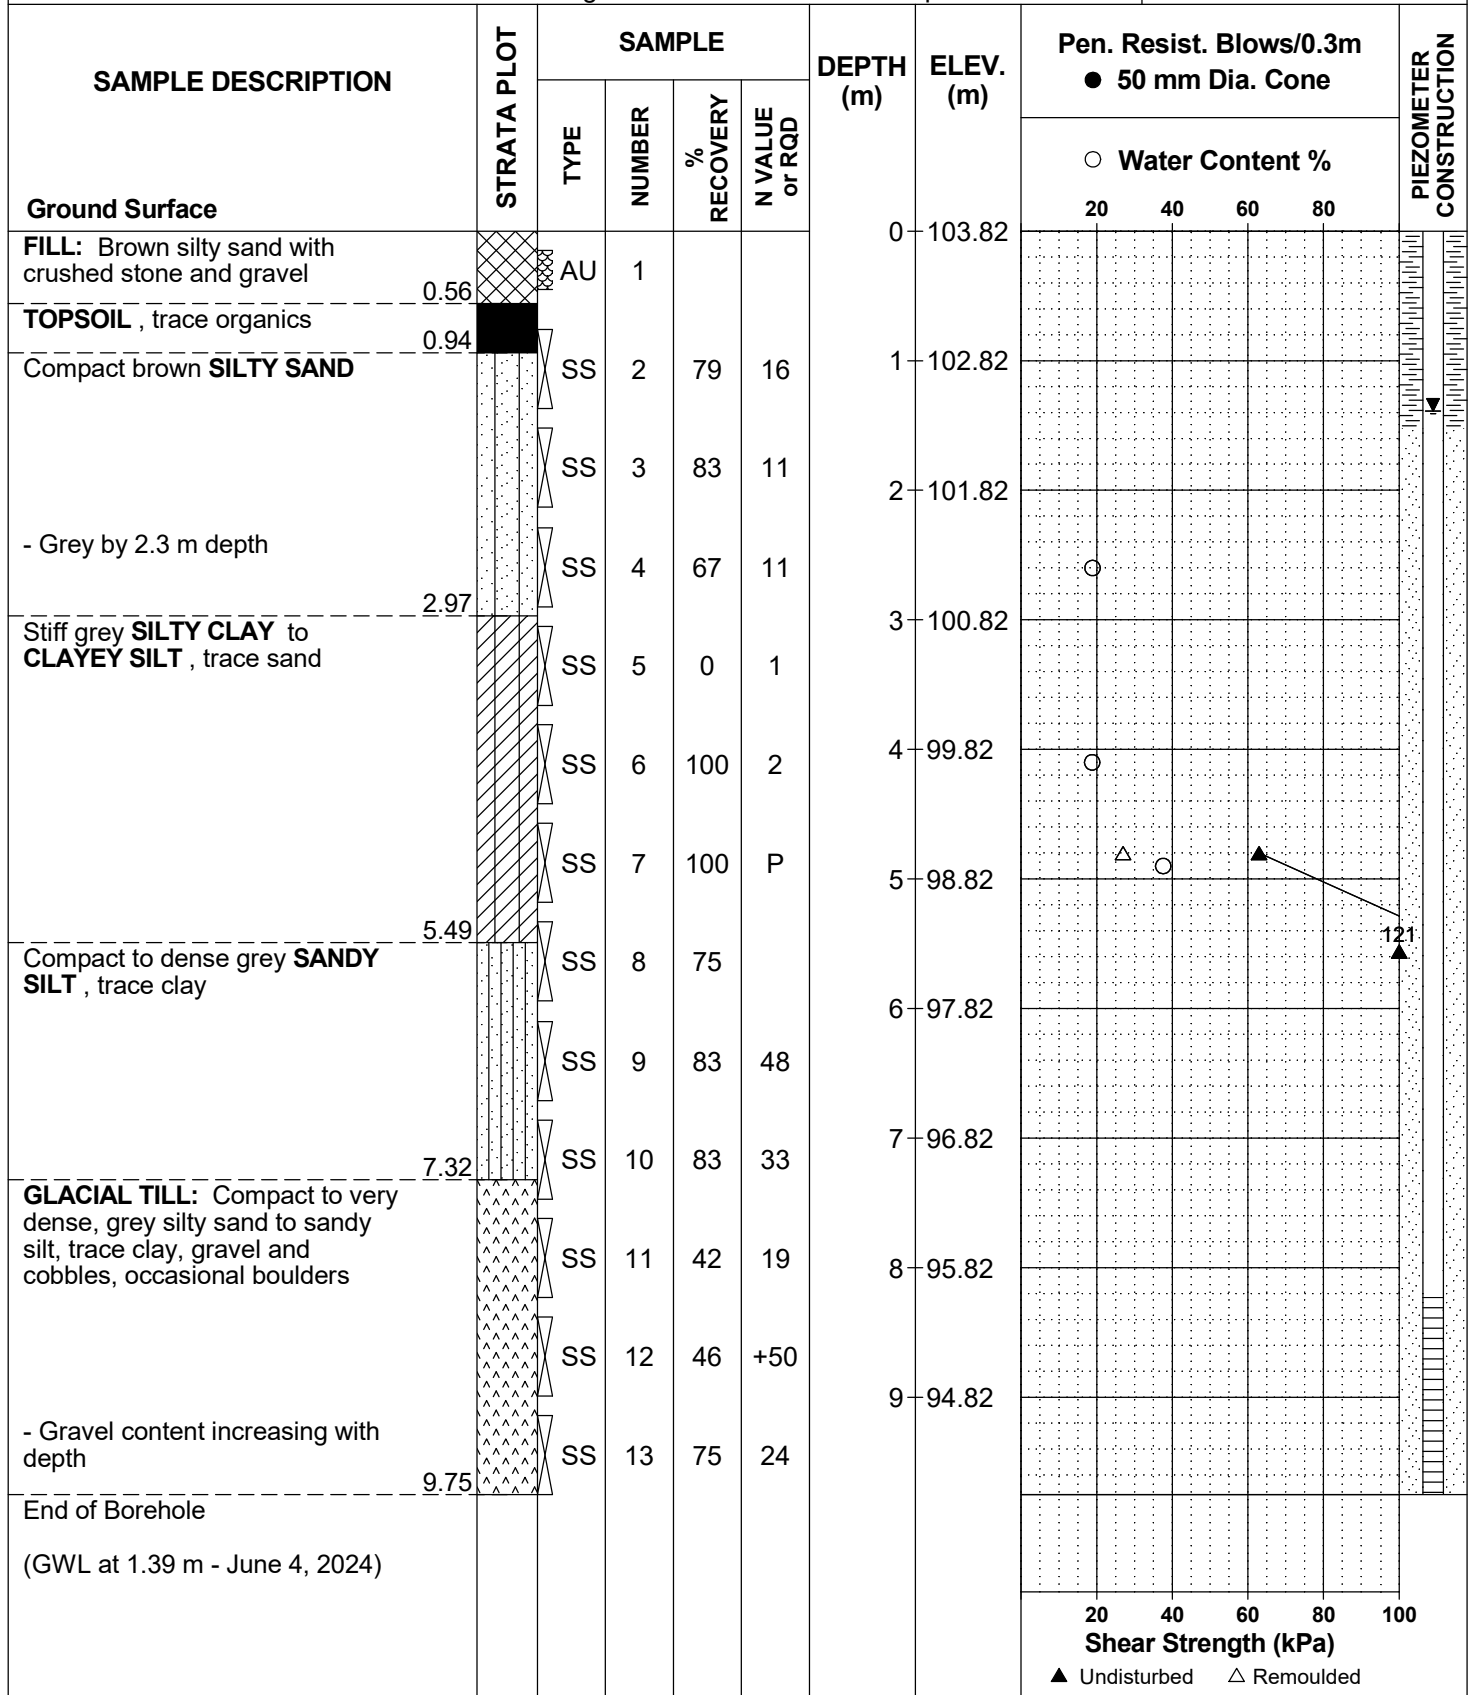 SAMPLE DESCRIPTION
STRATA PLOT
SAMPLE
TYPE
NUMBER
%
RECOVERY
N VALUE
or RQD
DEPTH
(m)
ELEV.
(m)
Pen. Resist. Blows/0.3m
● 50 mm Dia. Cone
○ Water Content %
PIEZOMETER
CONSTRUCTION
20 40 60 80
Ground Surface
0 103.82
FILL: Brown silty sand with
crushed stone and gravel
0.56
AU 1
TOPSOIL , trace organics
0.94
Compact brown SILTY SAND
SS 2 79 16
1 102.82
SS 3 83 11
2 101.82
- Grey by 2.3 m depth
SS 4 67 11
2.97
3 100.82
Stiff grey SILTY CLAY to
CLAYEY SILT , trace sand
SS 5 0 1
4 99.82
SS 6 100 2
SS 7 100 P
5 98.82
5.49
121
Compact to dense grey SANDY
SILT , trace clay
SS 8 75
6 97.82
SS 9 83 48
7 96.82
SS 10 83 33
7.32
GLACIAL TILL: Compact to very
dense, grey silty sand to sandy
silt, trace clay, gravel and
cobbles, occasional boulders
SS 11 42 19
8 95.82
SS 12 46 +50
9 94.82
- Gravel content increasing with
depth
SS 13 75 24
9.75
End of Borehole
(GWL at 1.39 m - June 4, 2024)
20 40 60 80 100
Shear Strength (kPa)
▲ Undisturbed △ Remoulded